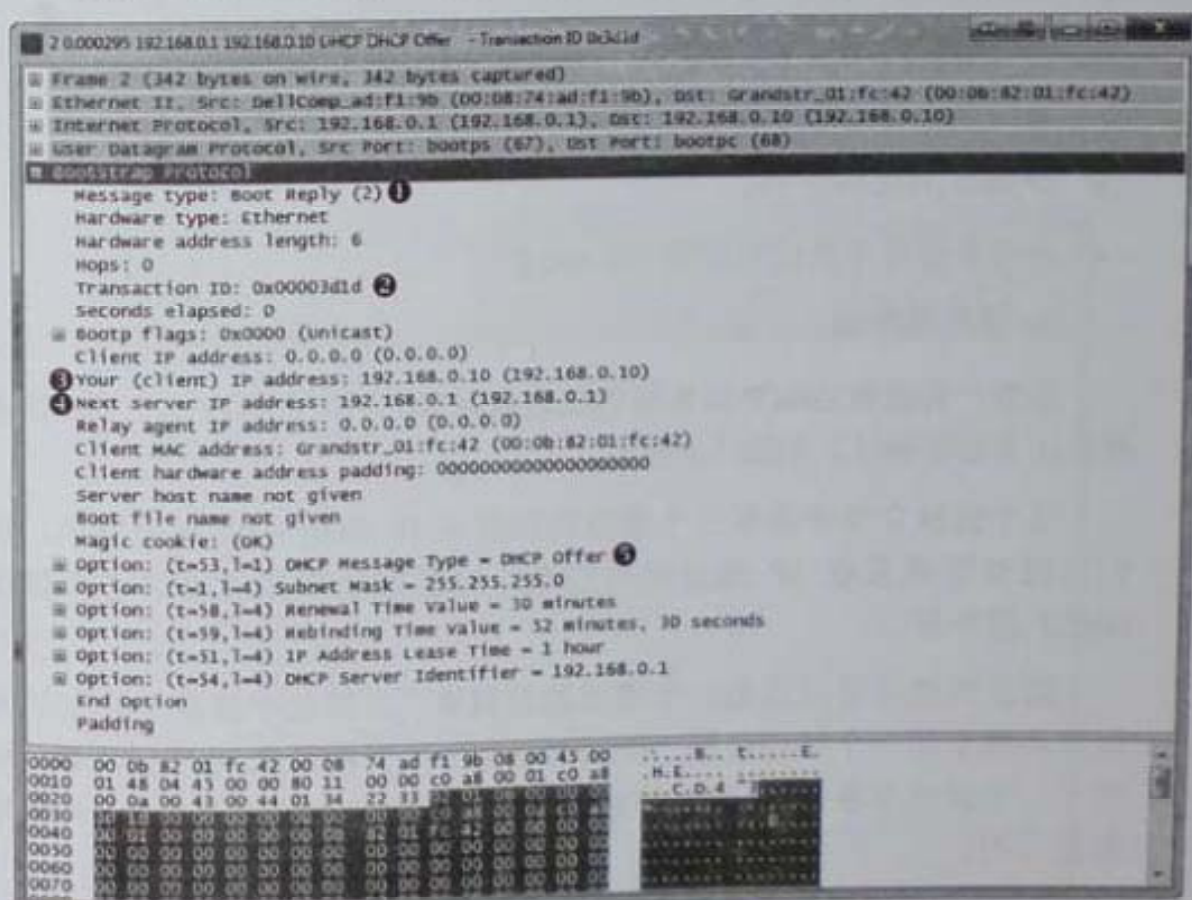 2 0.000295 192.168.0.1 192.168.0.10 DHCP DHCP Offer - Transaction ID 0x3d1d
Frame 2 (342 bytes on wire, 342 bytes captured)
Ethernet II, Src: DellComp_ad:f1:9b (00:08:74:ad:f1:9b), Dst: Grandstr_01:fc:42 (00:0b:82:01:fc:42)
Internet Protocol, Src: 192.168.0.1 (192.168.0.1), Dst: 192.168.0.10 (192.168.0.10)
User Datagram Protocol, Src Port: bootps (67), Dst Port: bootpc (68)
Bootstrap Protocol
Message type: Boot Reply (2) ❶
Hardware type: Ethernet
Hardware address length: 6
Hops: 0
Transaction ID: 0x00003d1d ❷
Seconds elapsed: 0
Bootp flags: 0x0000 (Unicast)
Client IP address: 0.0.0.0 (0.0.0.0)
❸ Your (client) IP address: 192.168.0.10 (192.168.0.10)
❹ Next server IP address: 192.168.0.1 (192.168.0.1)
Relay agent IP address: 0.0.0.0 (0.0.0.0)
Client MAC address: Grandstr_01:fc:42 (00:0b:82:01:fc:42)
Client hardware address padding: 00000000000000000000
Server host name not given
Boot file name not given
Magic cookie: (OK)
Option: (t=53,l=1) DHCP Message Type = DHCP Offer ❺
Option: (t=1,l=4) Subnet Mask = 255.255.255.0
Option: (t=58,l=4) Renewal Time Value = 30 minutes
Option: (t=59,l=4) Rebinding Time Value = 52 minutes, 30 seconds
Option: (t=51,l=4) IP Address Lease Time = 1 hour
Option: (t=54,l=4) DHCP Server Identifier = 192.168.0.1
End Option
Padding
0000 00 0b 82 01 fc 42 00 08 74 ad f1 9b 08 00 45 00
0010 01 48 04 45 00 00 80 11 00 00 c0 a8 00 01 c0 a8
0020 00 0a 00 43 00 44 01 34 22 33
0030
0040
0050
0060
0070